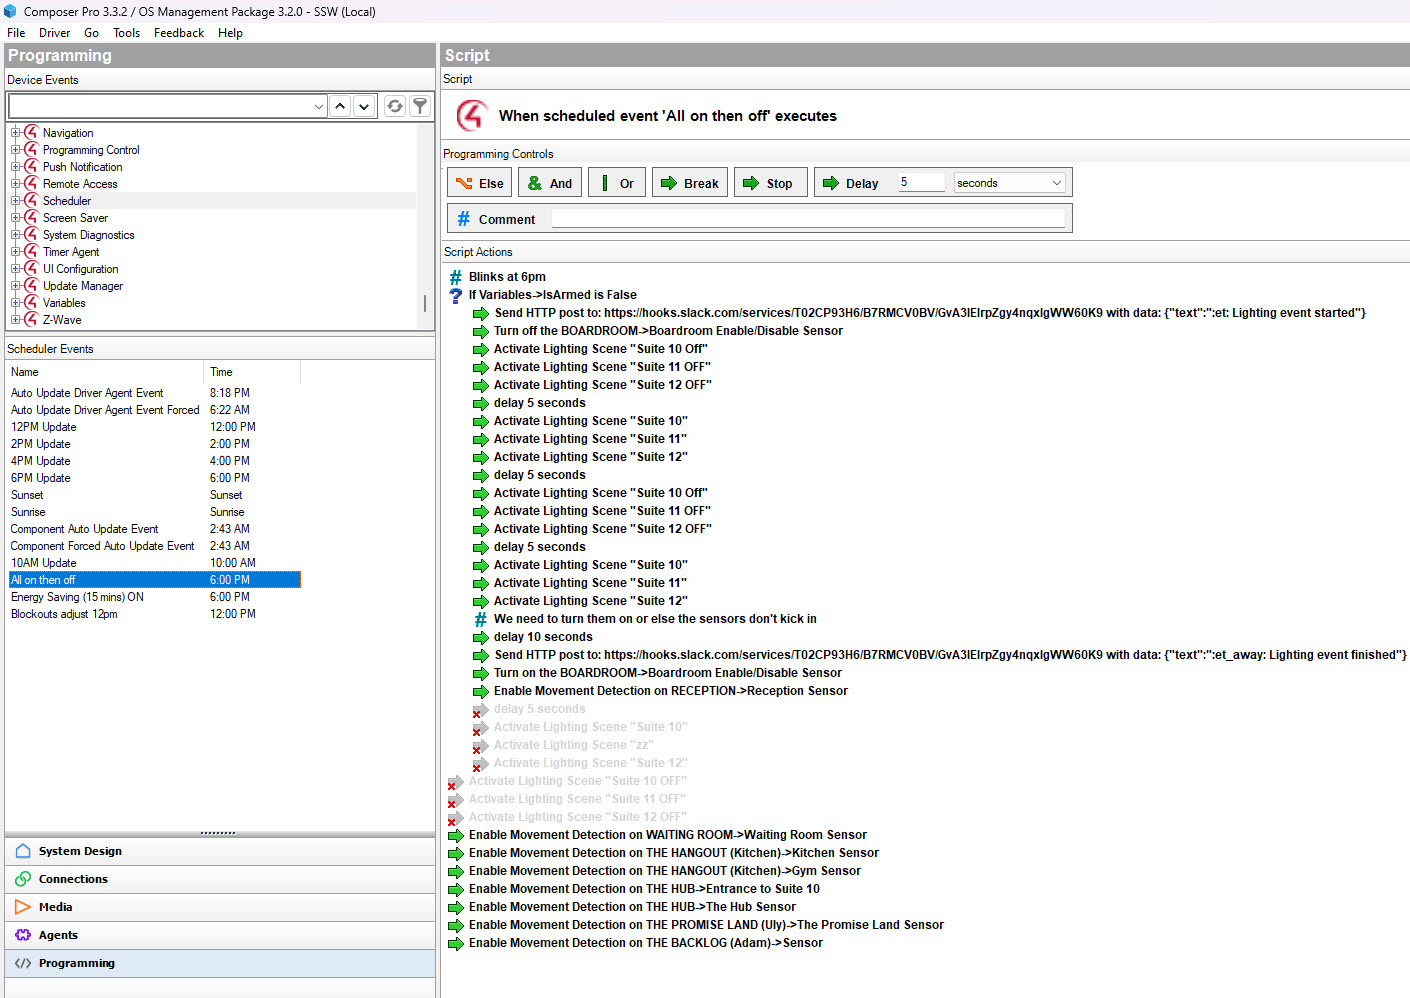 Composer Pro 3.3.2 / OS Management Package 3.2.0 - SSW (Local)
File Driver Go Tools Feedback Help
Programming
Device Events
Navigation
Programming Control
Push Notification
Remote Access
Scheduler
Screen Saver
System Diagnostics
Timer Agent
UI Configuration
Update Manager
Variables
Z-Wave
Scheduler Events
Name Time
Auto Update Driver Agent Event 8:18 PM
Auto Update Driver Agent Event Forced 6:22 AM
12PM Update 12:00 PM
2PM Update 2:00 PM
4PM Update 4:00 PM
6PM Update 6:00 PM
Sunset Sunset
Sunrise Sunrise
Component Auto Update Event 2:43 AM
Component Forced Auto Update Event 2:43 AM
10AM Update 10:00 AM
All on then off 6:00 PM
Energy Saving (15 mins) ON 6:00 PM
Blockouts adjust 12pm 12:00 PM
System Design
Connections
Media
Agents
Programming
Script
Script
When scheduled event 'All on then off' executes
Programming Controls
Else And Or Break Stop Delay 5 seconds
# Comment
Script Actions
# Blinks at 6pm
? If Variables->IsArmed is False
Send HTTP post to: https://hooks.slack.com/services/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 with data: {"text":":et: Lighting event started"}
Turn off the BOARDROOM->Boardroom Enable/Disable Sensor
Activate Lighting Scene "Suite 10 Off"
Activate Lighting Scene "Suite 11 OFF"
Activate Lighting Scene "Suite 12 OFF"
delay 5 seconds
Activate Lighting Scene "Suite 10"
Activate Lighting Scene "Suite 11"
Activate Lighting Scene "Suite 12"
delay 5 seconds
Activate Lighting Scene "Suite 10 Off"
Activate Lighting Scene "Suite 11 OFF"
Activate Lighting Scene "Suite 12 OFF"
delay 5 seconds
Activate Lighting Scene "Suite 10"
Activate Lighting Scene "Suite 11"
Activate Lighting Scene "Suite 12"
# We need to turn them on or else the sensors don't kick in
delay 10 seconds
Send HTTP post to: https://hooks.slack.com/services/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 with data: {"text":":et_away: Lighting event finished"}
Turn on the BOARDROOM->Boardroom Enable/Disable Sensor
Enable Movement Detection on RECEPTION->Reception Sensor
delay 5 seconds
Activate Lighting Scene "Suite 10"
Activate Lighting Scene "zz"
Activate Lighting Scene "Suite 12"
Activate Lighting Scene "Suite 10 OFF"
Activate Lighting Scene "Suite 11 OFF"
Activate Lighting Scene "Suite 12 OFF"
Enable Movement Detection on WAITING ROOM->Waiting Room Sensor
Enable Movement Detection on THE HANGOUT (Kitchen)->Kitchen Sensor
Enable Movement Detection on THE HANGOUT (Kitchen)->Gym Sensor
Enable Movement Detection on THE HUB->Entrance to Suite 10
Enable Movement Detection on THE HUB->The Hub Sensor
Enable Movement Detection on THE PROMISE LAND (Uly)->The Promise Land Sensor
Enable Movement Detection on THE BACKLOG (Adam)->Sensor